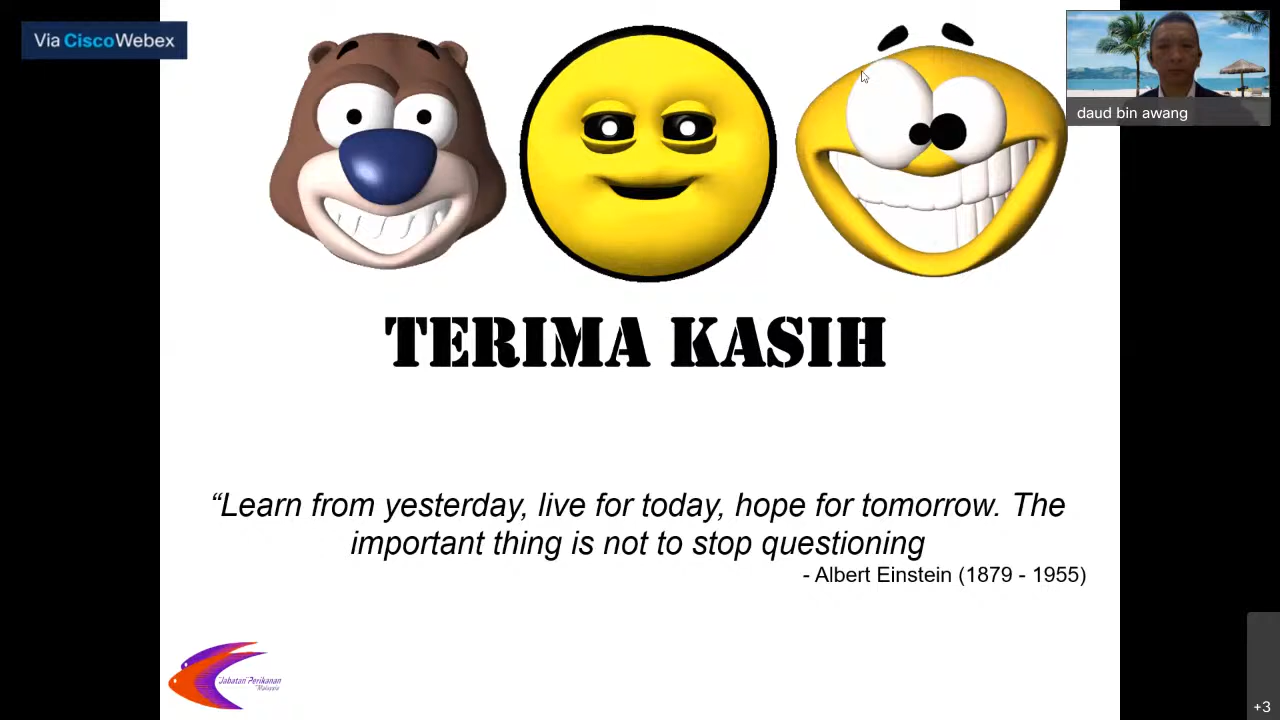 Via CiscoWebex
daud bin awang
TERIMA KASIH
“Learn from yesterday, live for today, hope for tomorrow. The
important thing is not to stop questioning
- Albert Einstein (1879 - 1955)
Jabatan Perikanan
Malaysia
+3